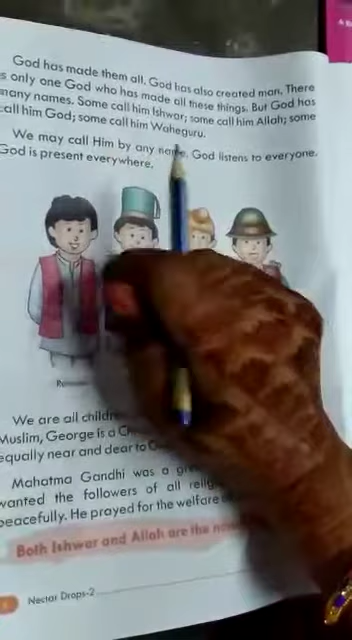 God has made them all. God has also created man. There
s only one God who has made all these things. But God has
many names. Some call him Ishwar; some call him Allah; some
call him God; some call him Waheguru.
We may call Him by any name. God listens to everyone.
God is present everywhere.
We are all childre
Muslim, George is a C
equally near and dear to G
Mahatma Gandhi was a gre
wanted the followers of all relig
peacefully. He prayed for the welfare
Both Ishwar and Allah are the nam
Nectar Drops-2